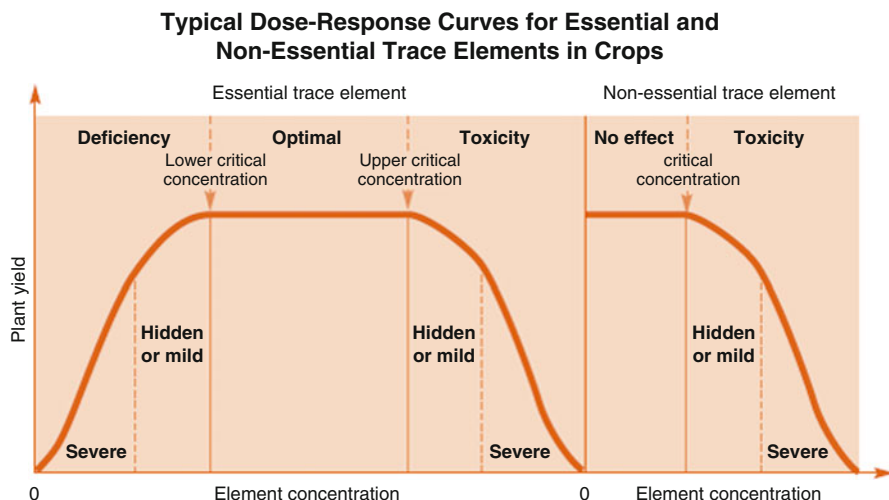 Typical Dose-Response Curves for Essential and
Non-Essential Trace Elements in Crops
Essential trace element
Non-essential trace element
Deficiency
Optimal
Toxicity
No effect
Toxicity
Lower critical
concentration
Upper critical
concentration
critical
concentration
Plant yield
Hidden
or mild
Hidden
or mild
Hidden
or mild
Severe
Severe
Severe
0
Element concentration
0
Element concentration